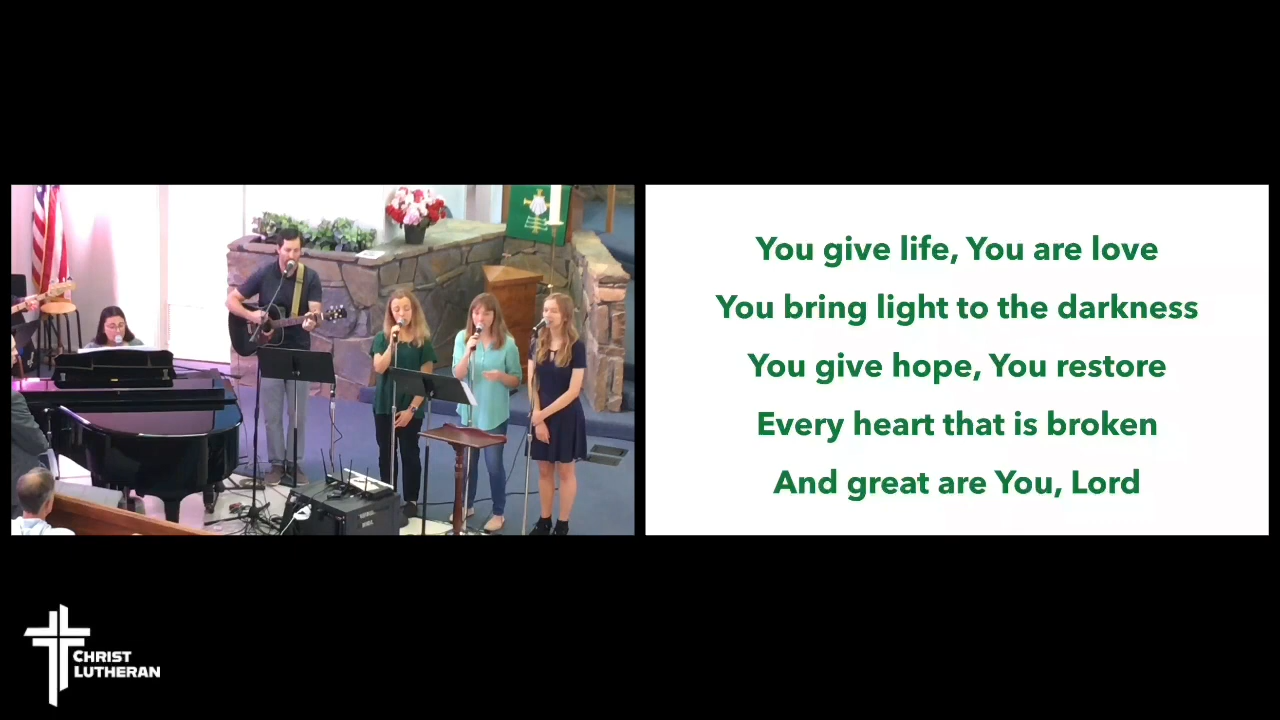 You give life, You are love
You bring light to the darkness
You give hope, You restore
Every heart that is broken
And great are You, Lord
CHRIST
LUTHERAN